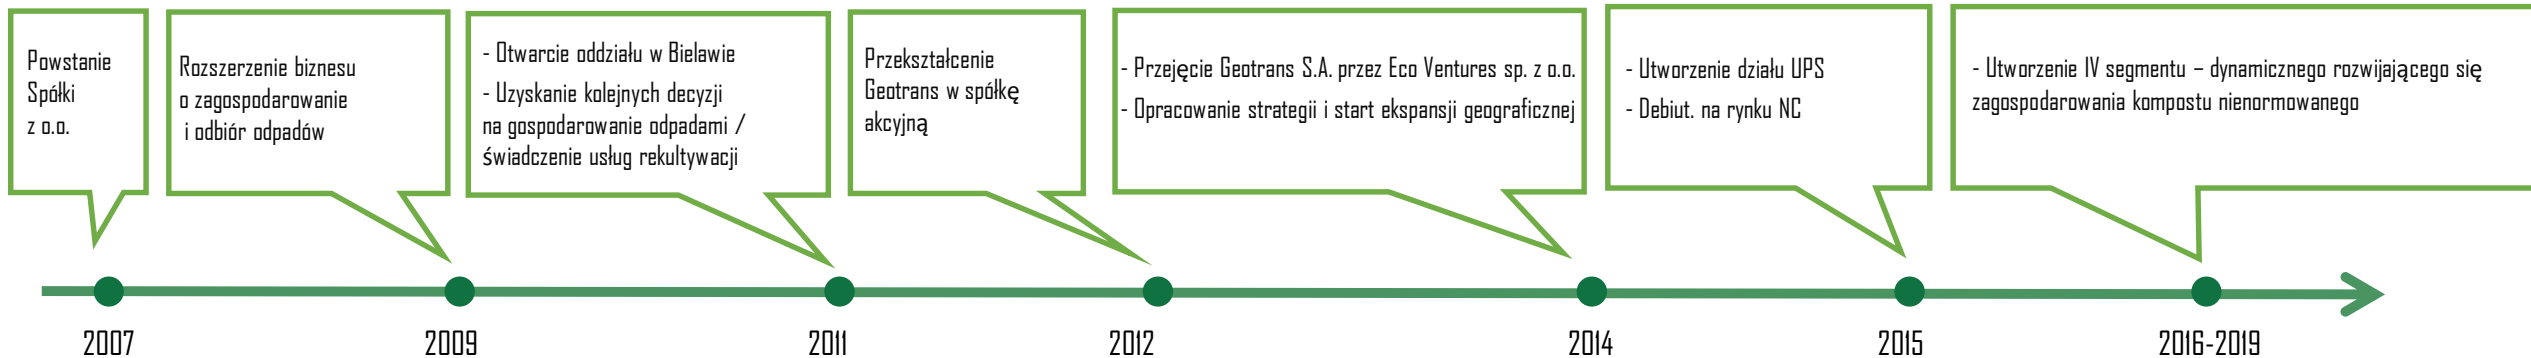 Powstanie
Spółki
z o.o.
Rozszerzenie biznesu
o zagospodarowanie
i odbiór odpadów
- Otwarcie oddziału w Bielawie
- Uzyskanie kolejnych decyzji
na gospodarowanie odpadami /
świadczenie usług rekultywacji
Przekształcenie
Geotrans w spółkę
akcyjną
- Przejęcie Geotrans S.A. przez Eco Ventures sp. z o.o.
- Opracowanie strategii i start ekspansji geograficznej
- Utworzenie działu UPS
- Debiut. na rynku NC
- Utworzenie IV segmentu – dynamicznego rozwijającego się
zagospodarowania kompostu nienormowanego
2007
2009
2011
2012
2014
2015
2016-2019